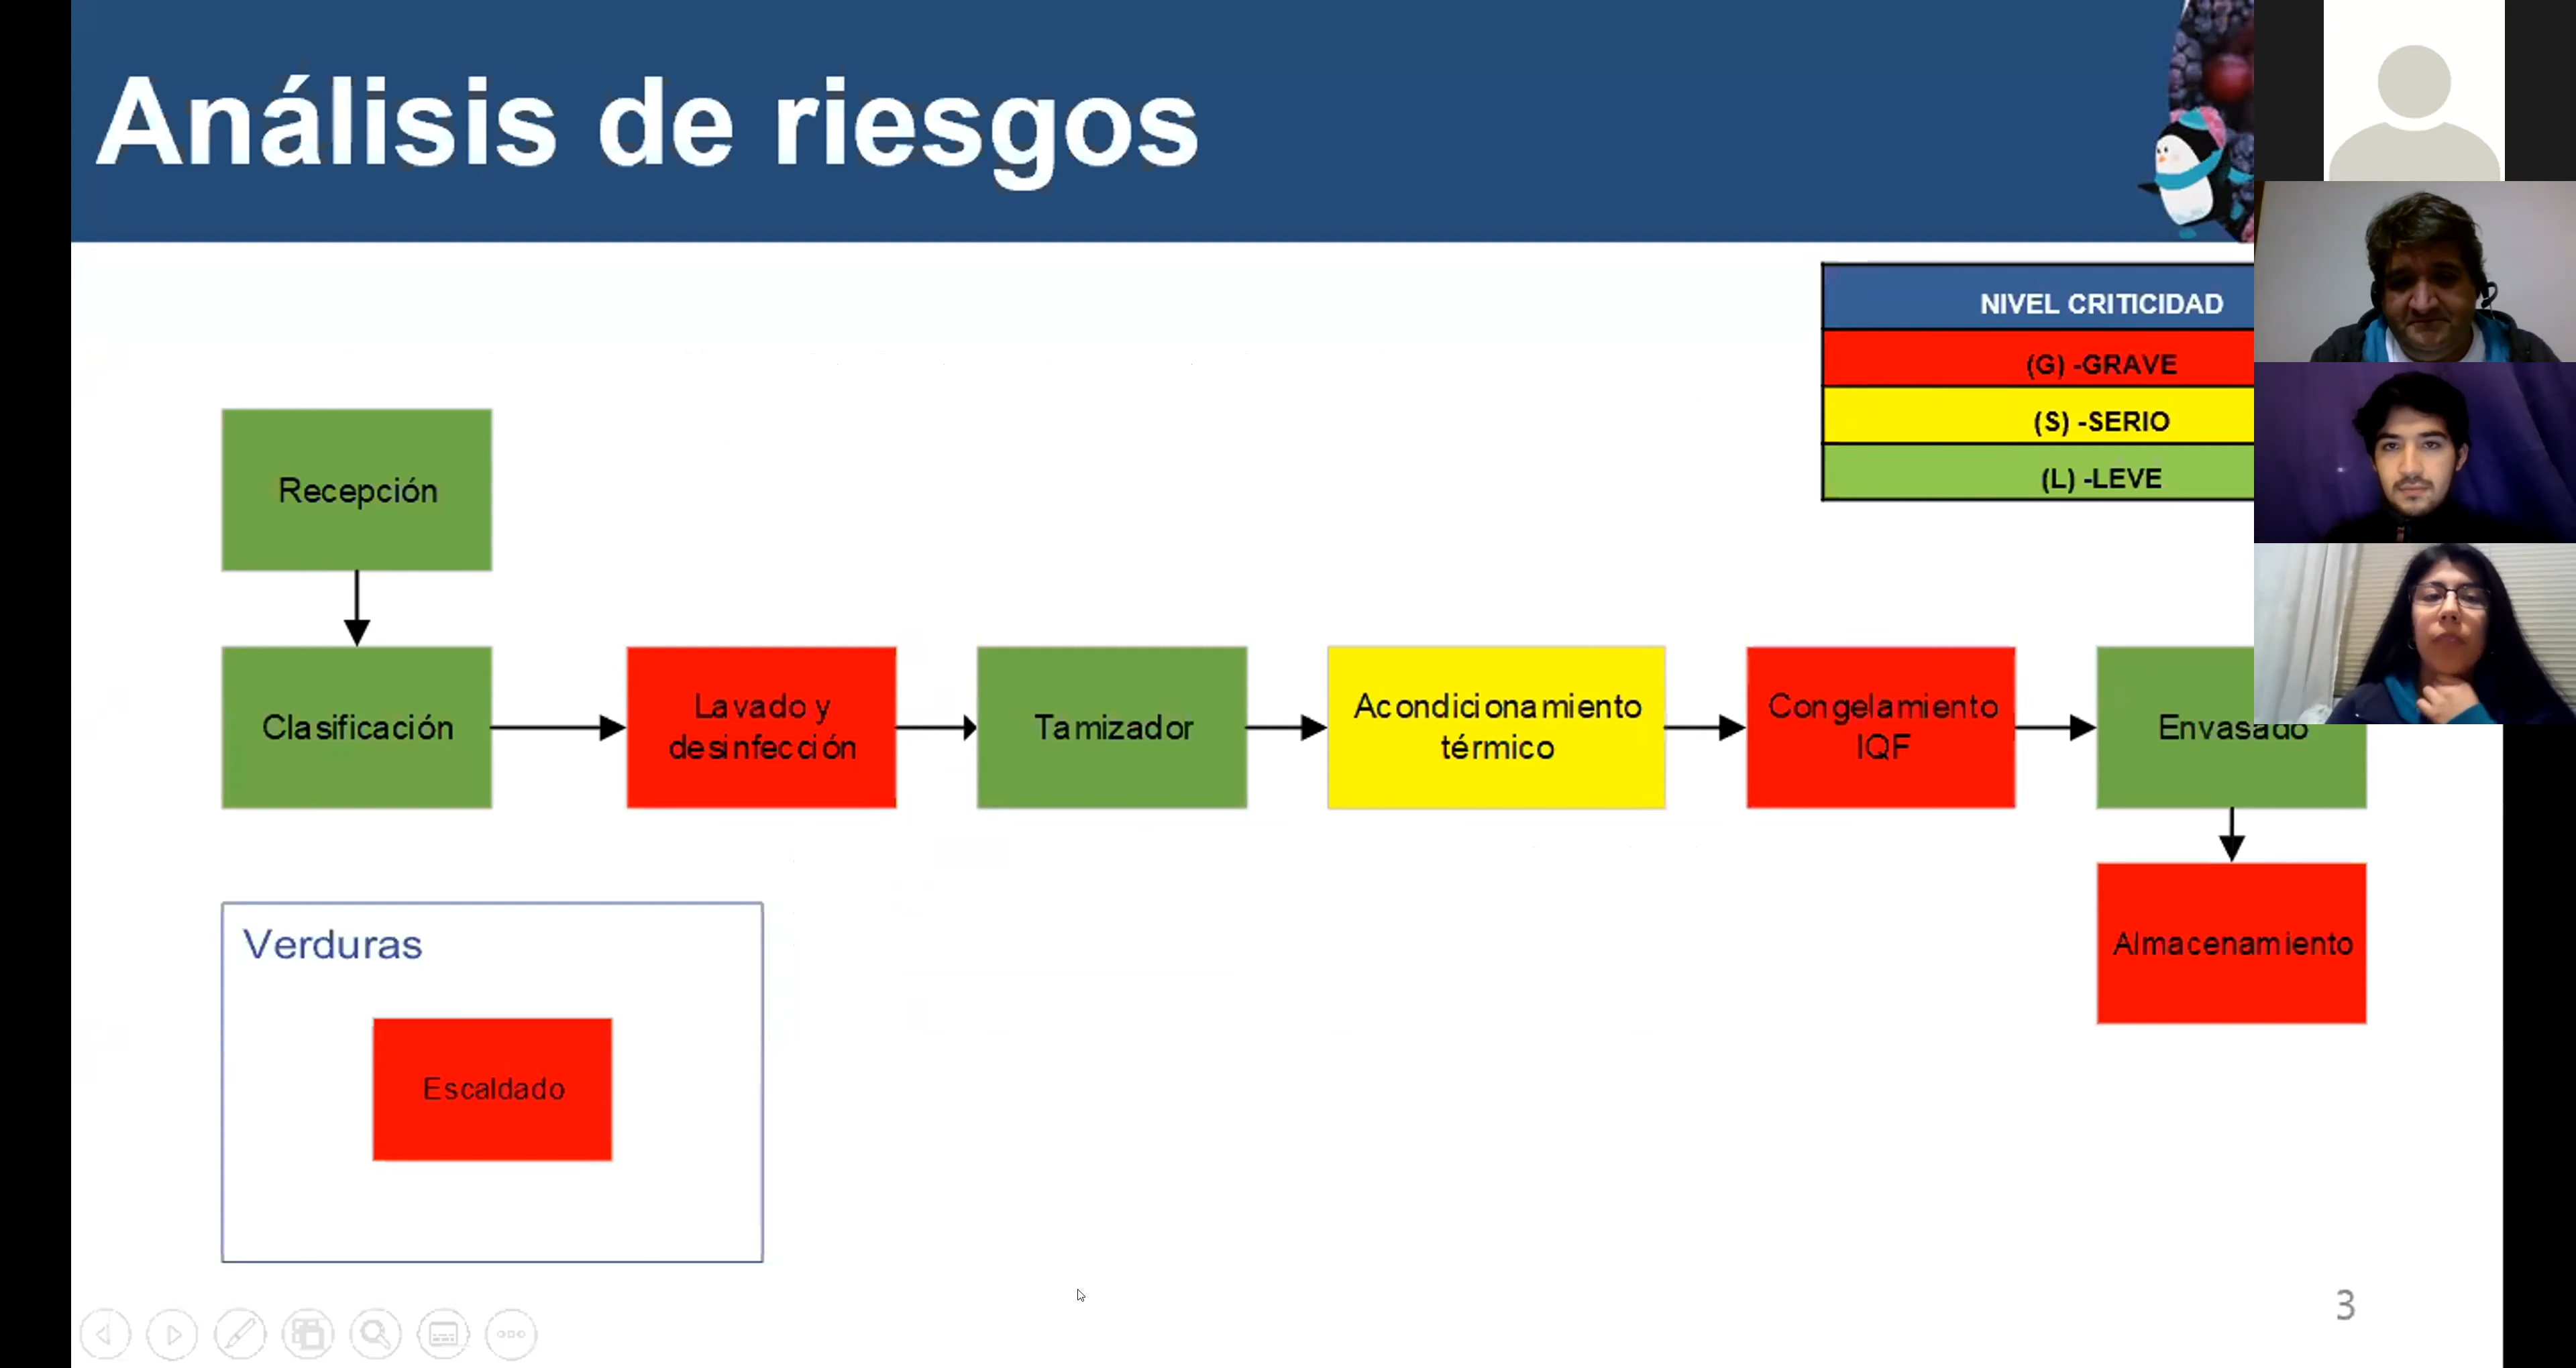 Análisis de riesgos
NIVEL CRITICIDAD
(G) -GRAVE
(S) -SERIO
(L) -LEVE
Recepción
Clasificación
Lavado y
desinfección
Tamizador
Acondicionamiento
térmico
Congelamiento
IQF
Envasado
Almacenamiento
Verduras
Escaldado
3